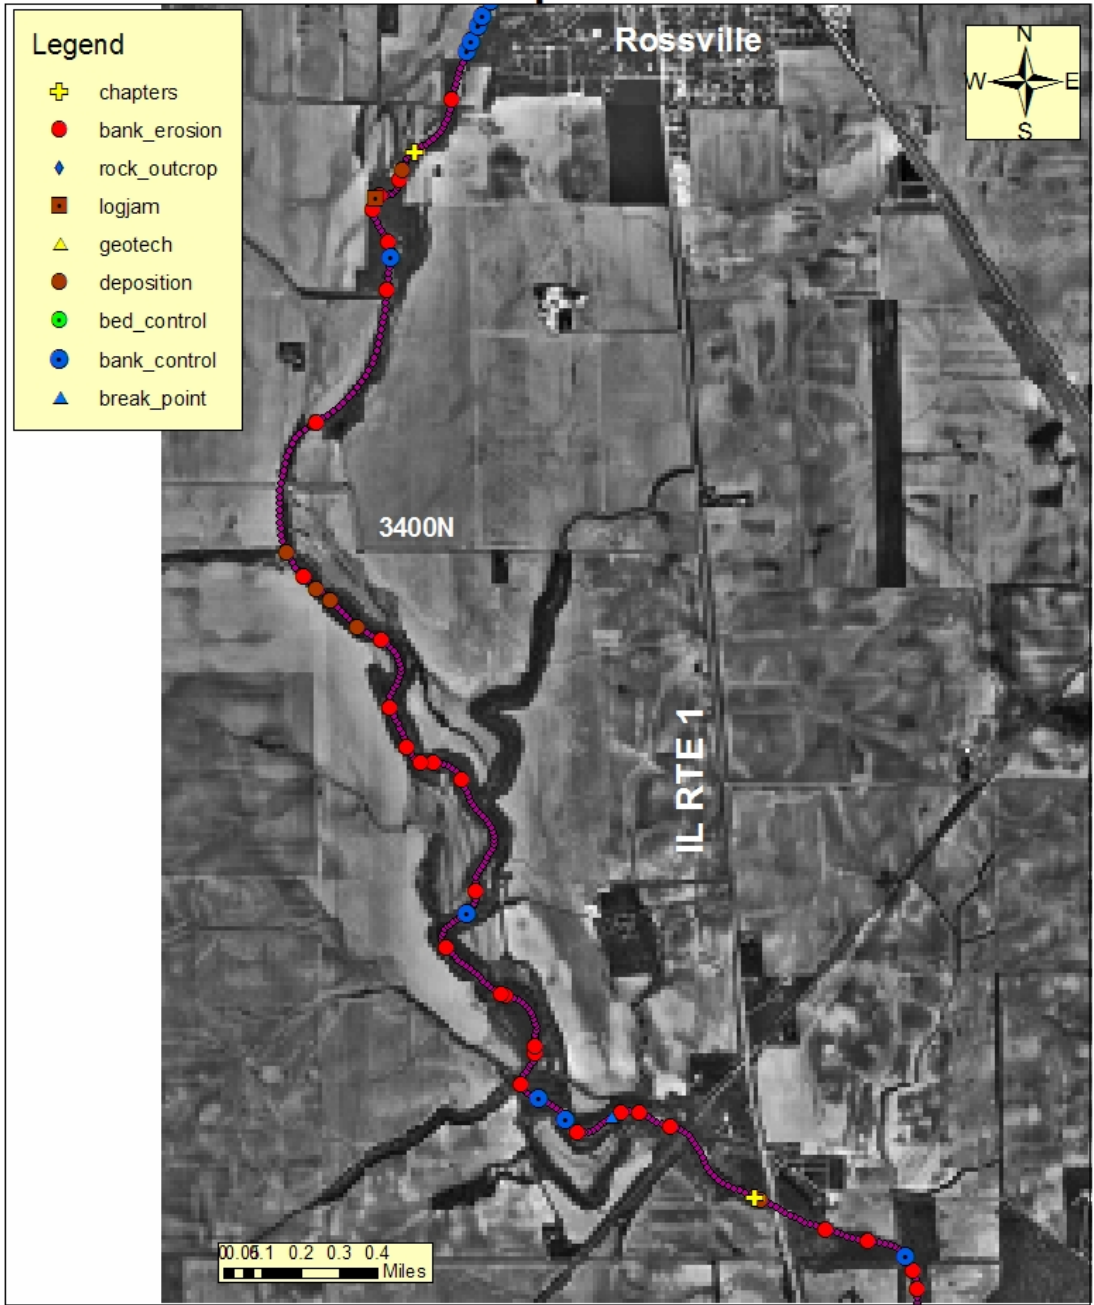 Rossville
N
W E
S
Legend
chapters
bank_erosion
rock_outcrop
logjam
geotech
deposition
bed_control
bank_control
break_point
3400N
IL RTE 1
0.2 0.3 0.4
Miles